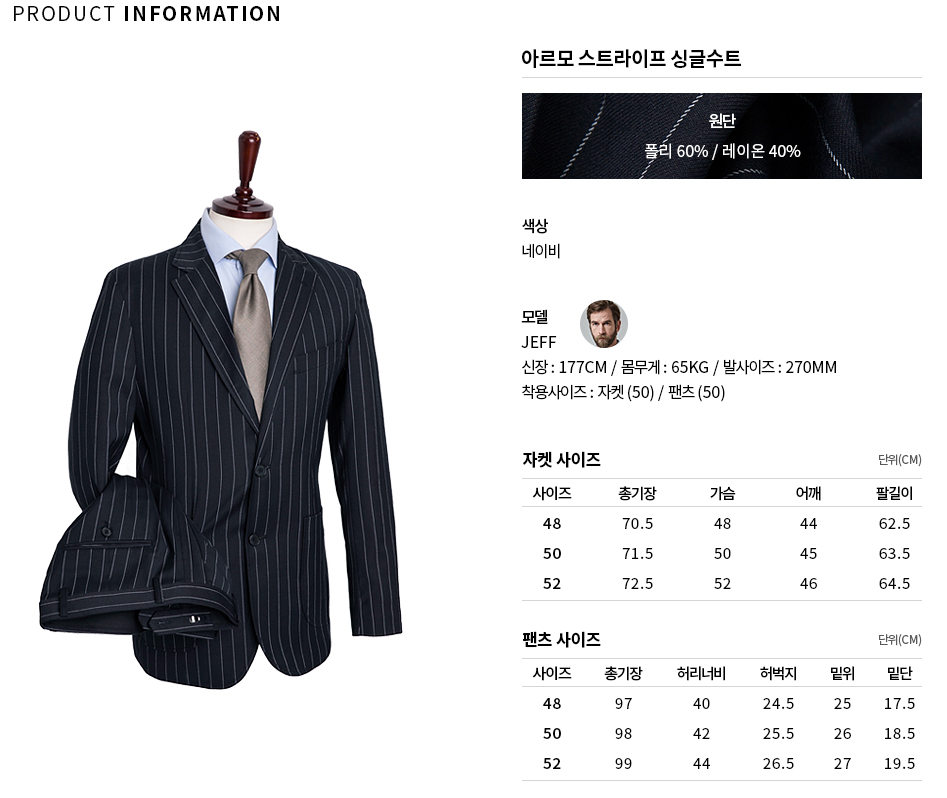 PRODUCT INFORMATION
아르모 스트라이프 싱글수트
원단
폴리 60% / 레이온 40%
색상
네이비
모델
JEFF
신장 : 177CM / 몸무게 : 65KG / 발사이즈 : 270MM
착용사이즈 : 자켓 (50) / 팬츠 (50)
자켓 사이즈 단위(CM)
사이즈 총기장 가슴 어깨 팔길이
48 70.5 48 44 62.5
50 71.5 50 45 63.5
52 72.5 52 46 64.5
팬츠 사이즈 단위(CM)
사이즈 총기장 허리너비 허벅지 밑위 밑단
48 97 40 24.5 25 17.5
50 98 42 25.5 26 18.5
52 99 44 26.5 27 19.5